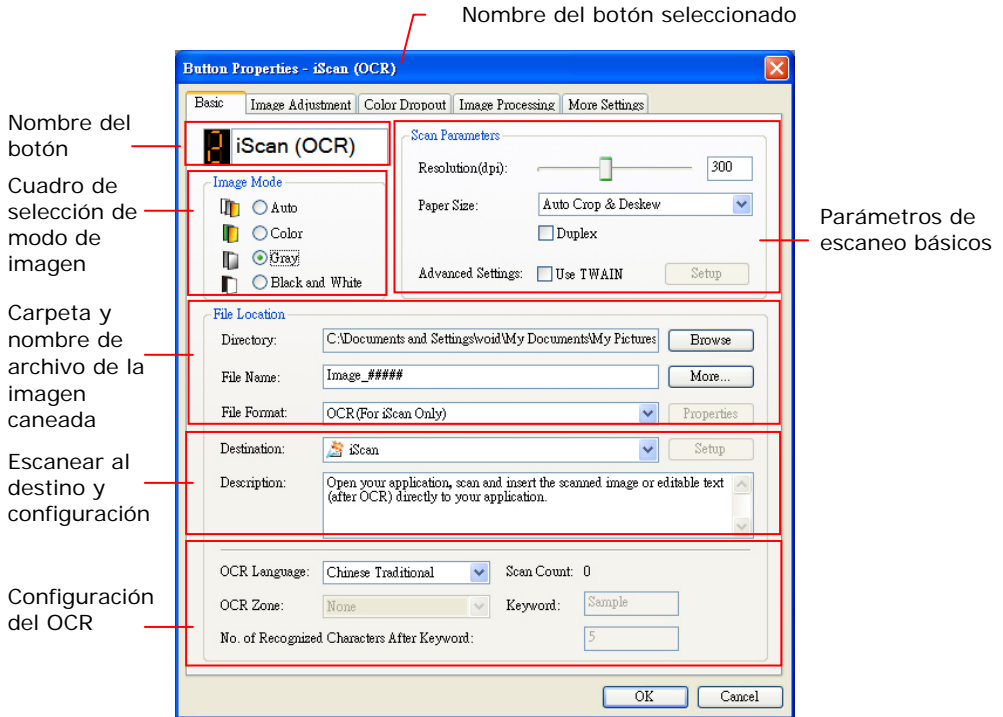 Nombre del botón seleccionado
Button Properties - iScan (OCR)
Basic Image Adjustment Color Dropout Image Processing More Settings
Nombre del
botón
2 iScan (OCR)
Cuadro de
selección de
modo de
imagen
Image Mode
Auto
Color
Gray
Black and White
Scan Parameters
Resolution(dpi): 300
Paper Size: Auto Crop & Deskew
Duplex
Advanced Settings: Use TWAIN Setup
Parámetros de
escaneo básicos
Carpeta y
nombre de
archivo de la
imagen
caneada
File Location
Directory: C:\Documents and Settings\void\My Documents\My Pictures Browse
File Name: Image_##### More...
File Format: OCR(For iScan Only) Properties
Escanear al
destino y
configuración
Destination: iScan Setup
Description: Open your application, scan and insert the scanned image or editable text
(after OCR) directly to your application.
Configuración
del OCR
OCR Language: Chinese Traditional Scan Count: 0
OCR Zone: None Keyword: Sample
No. of Recognized Characters After Keyword: 5
OK Cancel